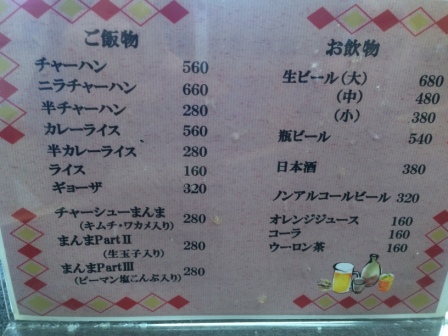 ご飯物
チャーハン 560
ニラチャーハン 660
半チャーハン 280
カレーライス 560
半カレーライス 280
ライス 160
ギョーザ 320
チャーシューまんま 280
(キムチ・ワカメ入り)
まんまPartⅡ 280
(生玉子入り)
まんまPartⅢ 280
(ピーマン塩こんぶ入り)
お飲物
生ビール(大) 680
(中) 480
(小) 380
瓶ビール 540
日本酒 380
ノンアルコールビール 320
オレンジジュース 160
コーラ 160
ウーロン茶 160